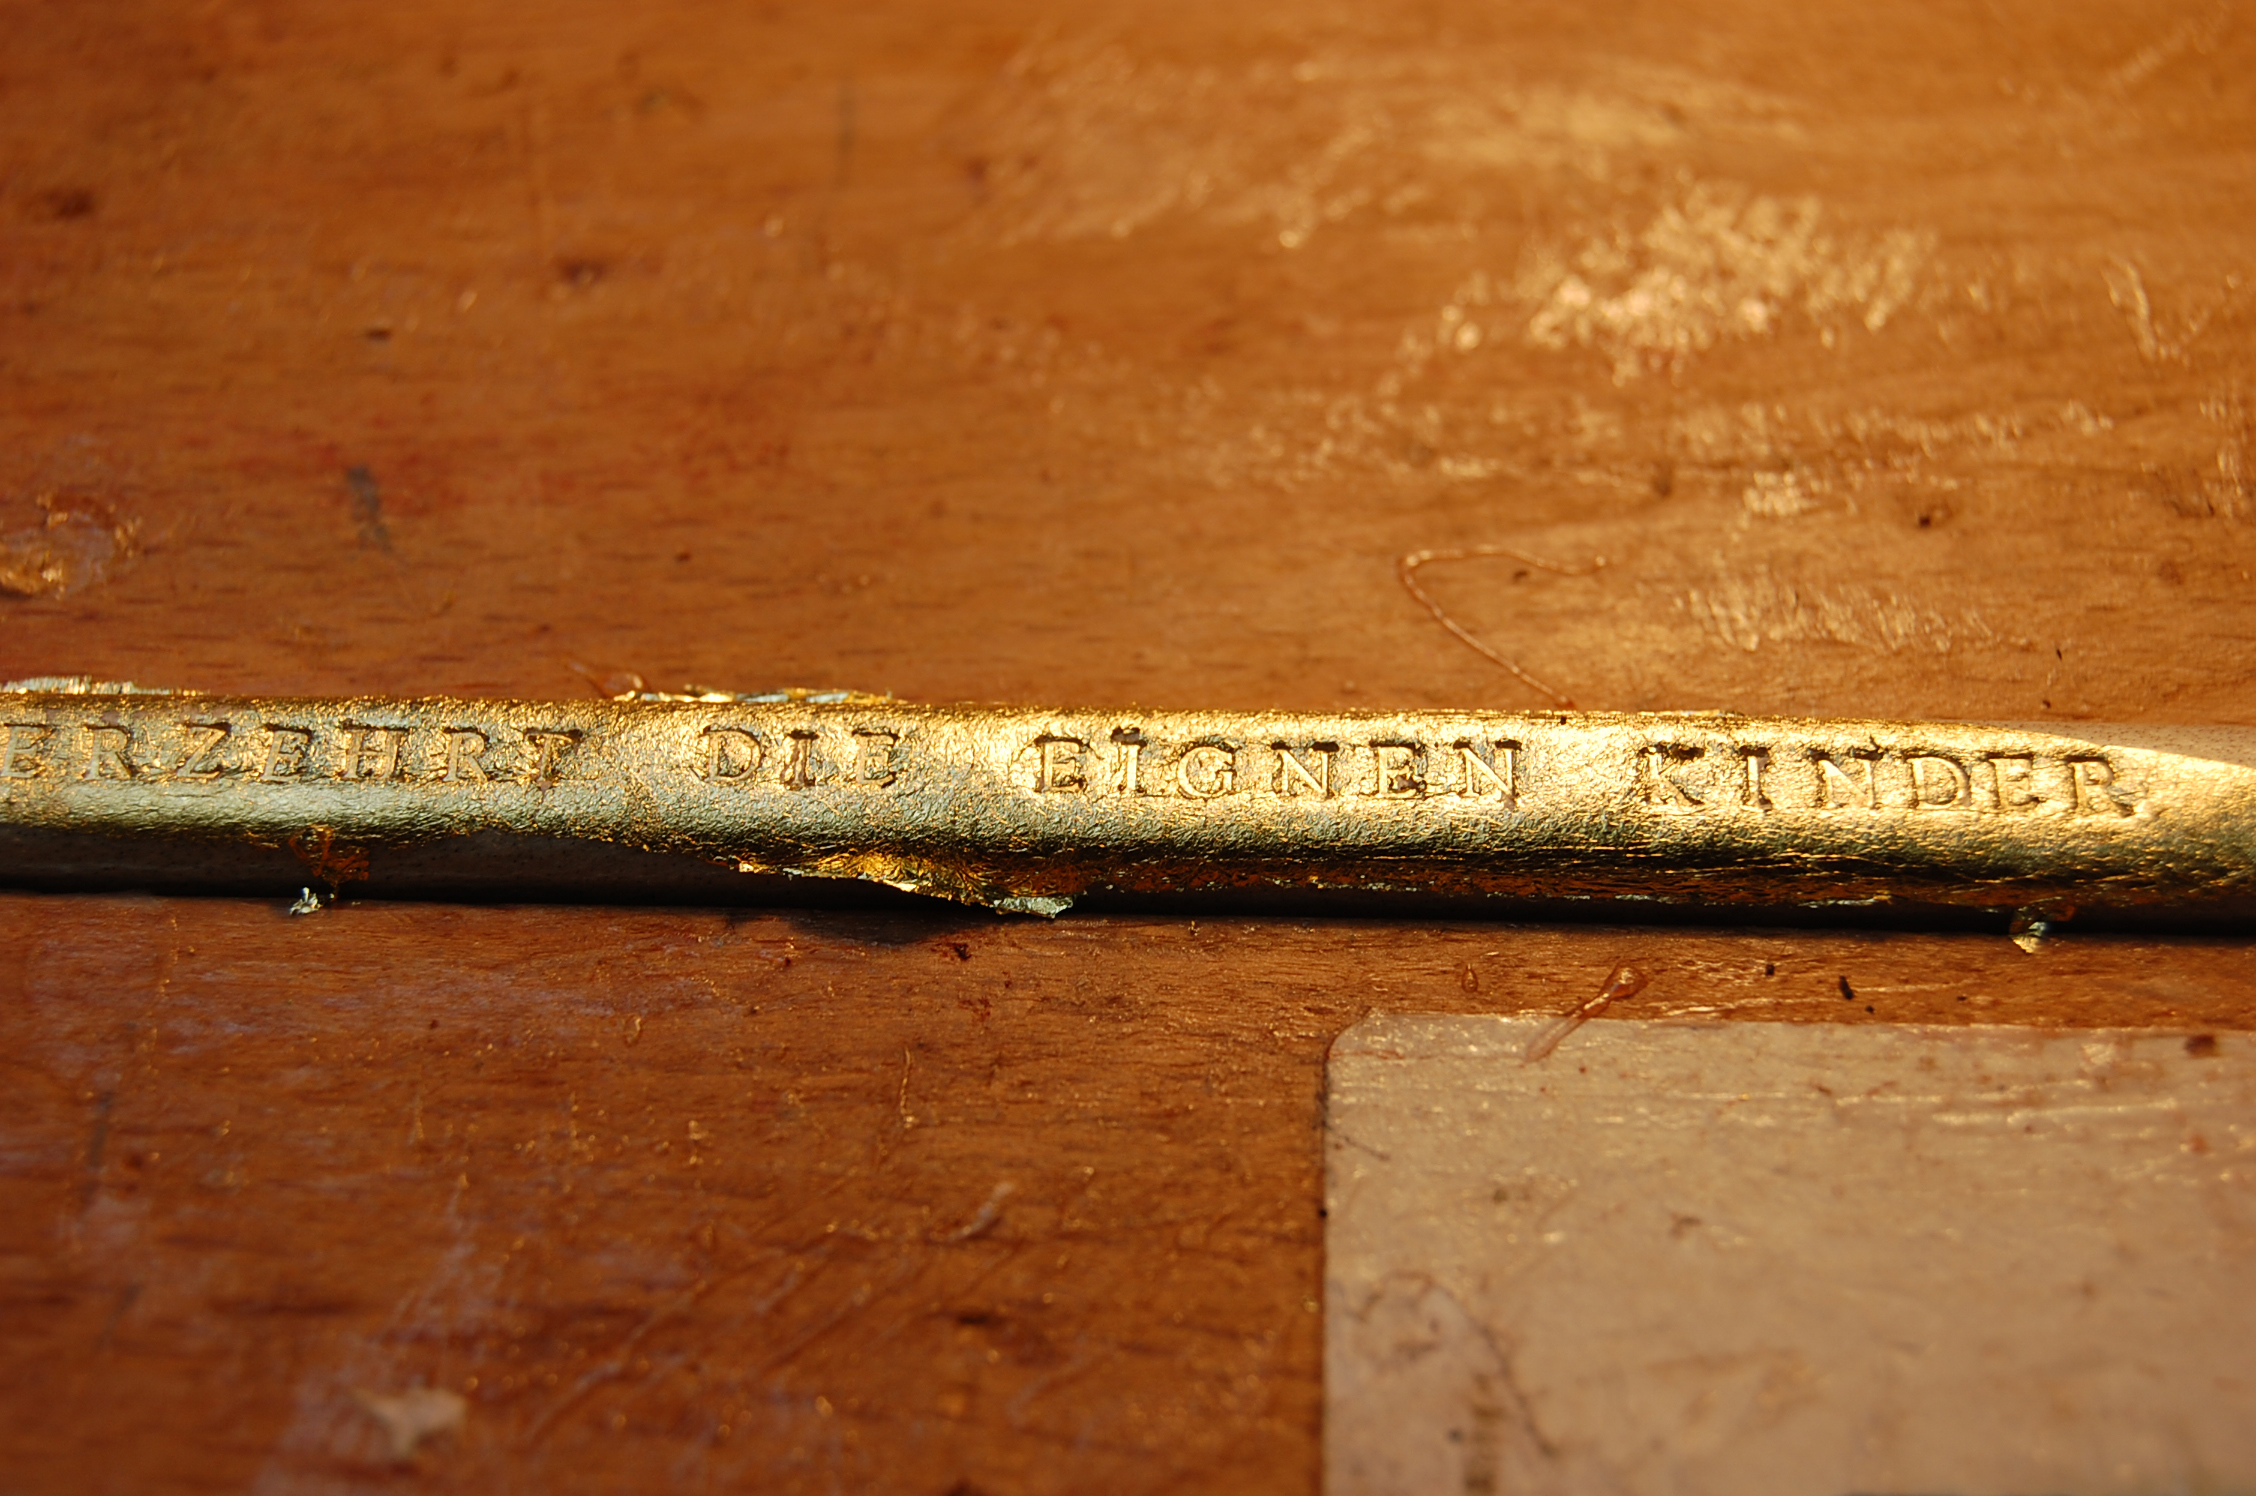 ERZEHRT DIE EIGNEN KINDER